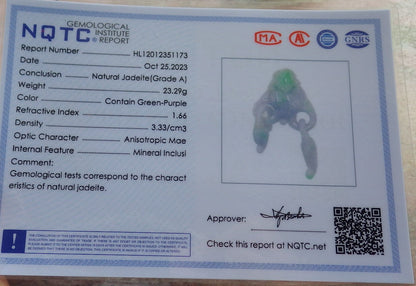 NQTC GEMOLOGICAL INSTITUTE REPORT
Report Number HL12012351173
Date Oct 25,2023
Conclusion Natural Jadeite(Grade A)
Weight 23.29g
Color Contain Green-Purple
Refractive Index 1.66
Density 3.33/cm3
Optic Character Anisotropic Mae
Internal Feature Mineral Inclusi
Comment:
Gemological tests correspond to the charact
eristics of natural jadeite.
MA
CNAS
Approver:
Check this report at NQTC.net